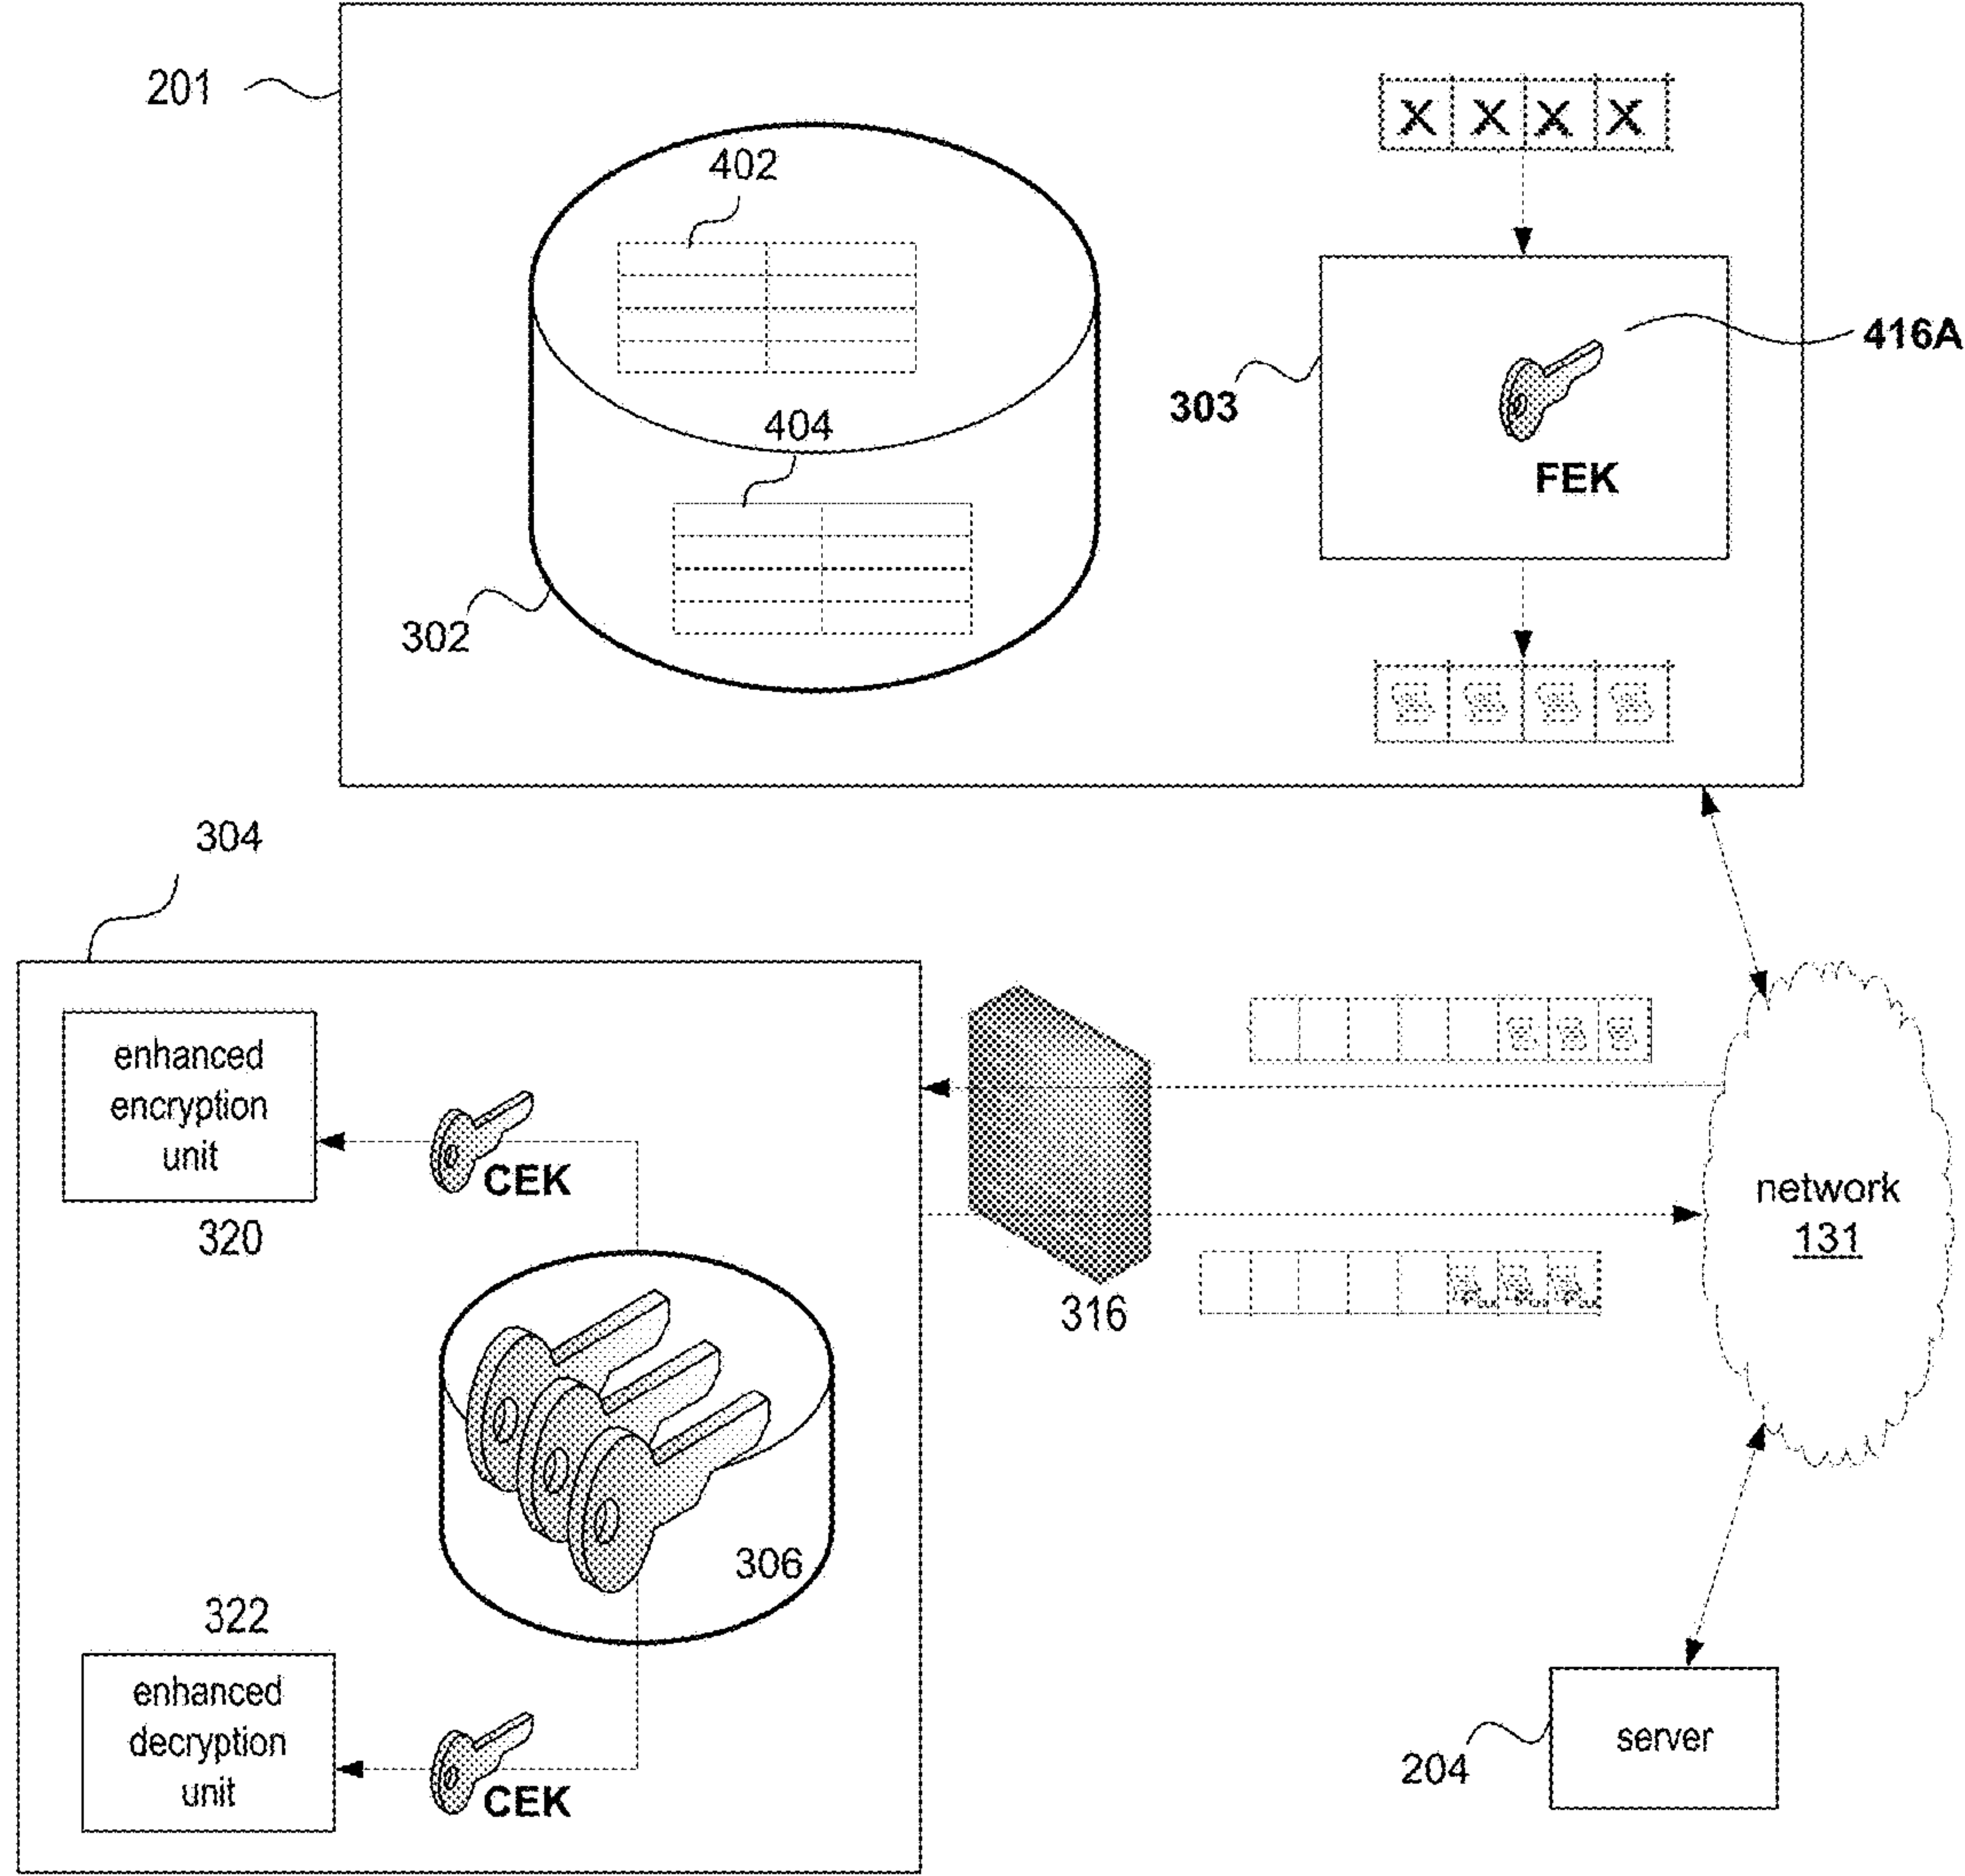 201
402
X X X X
416A
303
FEK
404
302
304
enhanced
encryption
unit
CEK
320
316
network
131
306
322
enhanced
decryption
unit
CEK
204
server